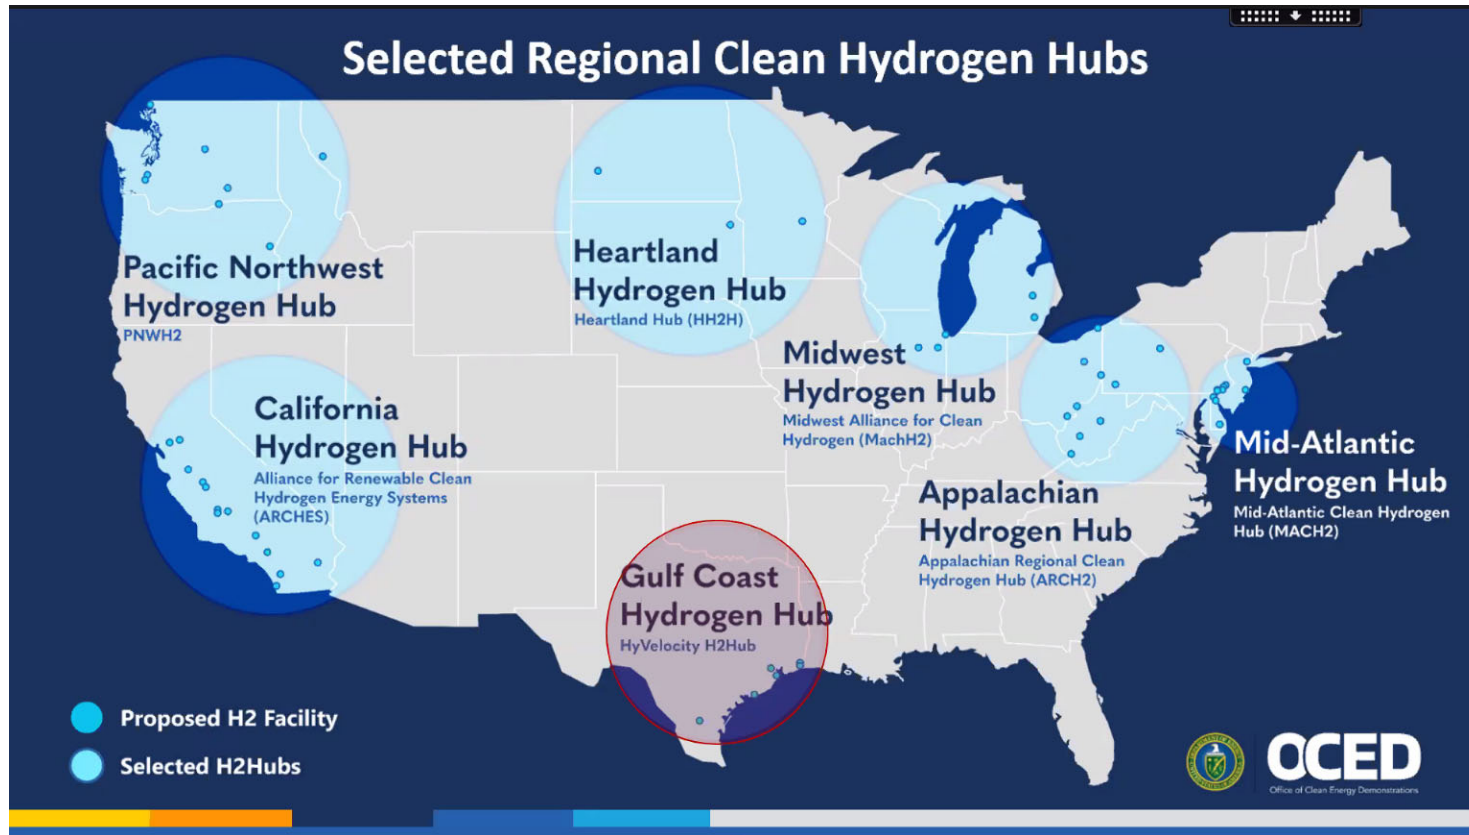 Selected Regional Clean Hydrogen Hubs
Pacific Northwest
Hydrogen Hub
PNWH2
Heartland
Hydrogen Hub
Heartland Hub (HH2H)
Midwest
Hydrogen Hub
Midwest Alliance for Clean
Hydrogen (MachH2)
California
Hydrogen Hub
Alliance for Renewable Clean
Hydrogen Energy Systems
(ARCHES)
Mid-Atlantic
Hydrogen Hub
Mid-Atlantic Clean Hydrogen
Hub (MACH2)
Appalachian
Hydrogen Hub
Appalachian Regional Clean
Hydrogen Hub (ARCH2)
Gulf Coast
Hydrogen Hub
HyVelocity H2Hub
Proposed H2 Facility
Selected H2Hubs
OCED
Office of Clean Energy Demonstrations